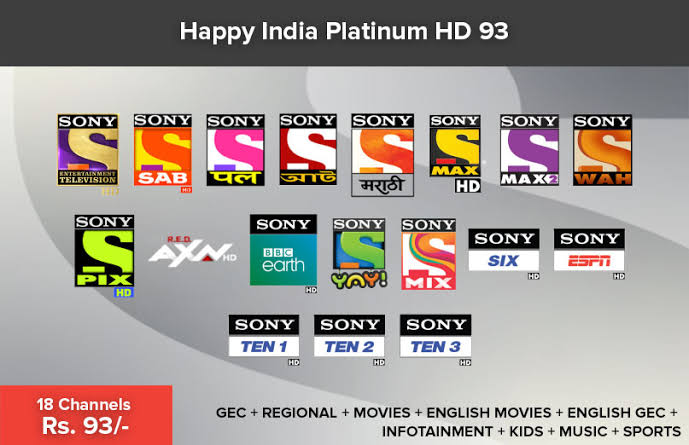 Happy India Platinum HD 93
SONY ENTERTAINMENT TELEVISION HD
SONY SAB HD
SONY पल
SONY আট
SONY मराठी
SONY MAX HD
SONY MAX2
SONY WAH
SONY PIX HD
R.E.D. AXN HD
SONY BBC earth HD
SONY YAY!
SONY MIX
SONY SIX HD
SONY ESPN HD
SONY TEN 1 HD
SONY TEN 2 HD
SONY TEN 3 HD
18 Channels
Rs. 93/-
GEC + REGIONAL + MOVIES + ENGLISH MOVIES + ENGLISH GEC +
INFOTAINMENT + KIDS + MUSIC + SPORTS